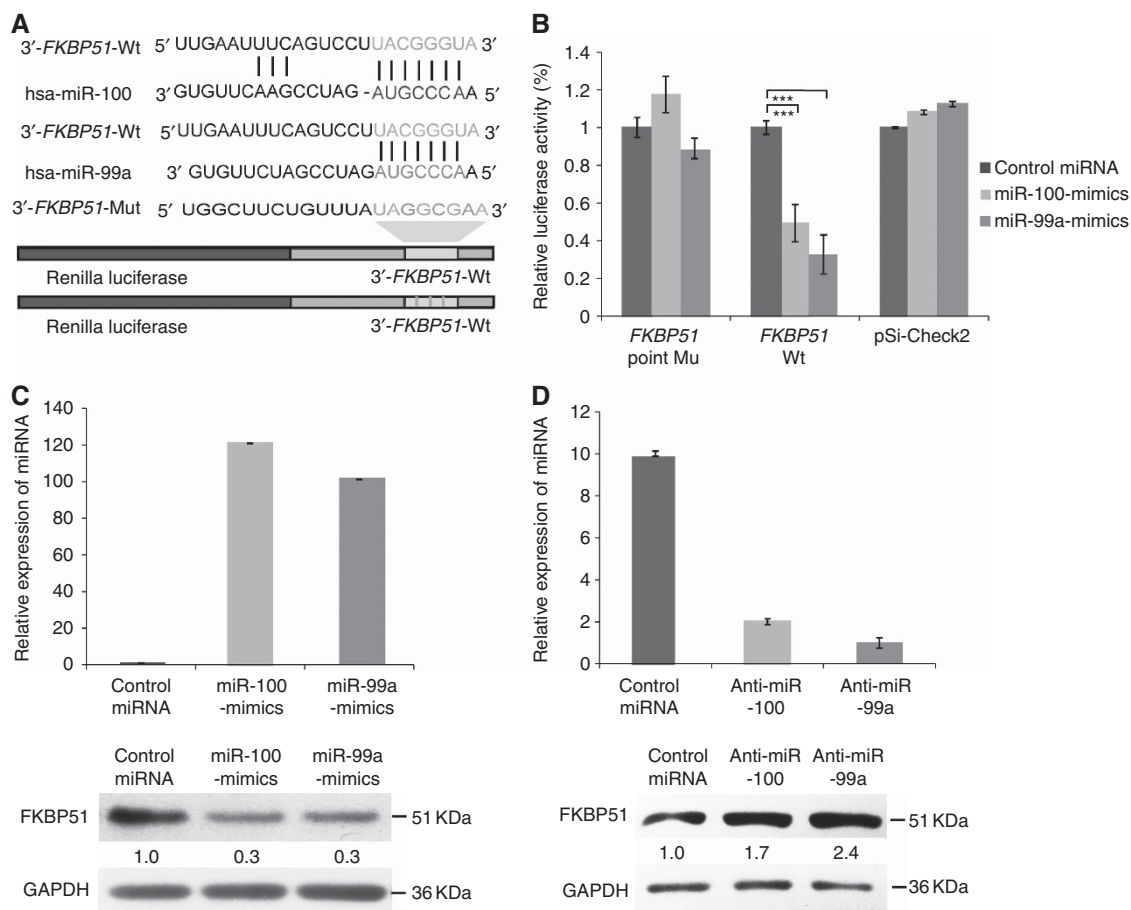 A
3′-FKBP51-Wt 5′ UUGAAUUUCAGUCCUUUACGGGUA 3′
hsa-miR-100 3′ GUGUUCAAGCCUAG -AUGCCCAA 5′
3′-FKBP51-Wt 5′ UUGAAUUUCAGUCCUUUACGGGUA 3′
hsa-miR-99a 3′ GUGUUCUAGCCUAGAUGCCCAA 5′
3′-FKBP51-Mut 5′ UGGCUUCUGUUUAUAGGCGAA 3′
Renilla luciferase 3′-FKBP51-Wt
Renilla luciferase 3′-FKBP51-Wt
B
Relative luciferase activity (%)
1.4
1.2
1
0.8
0.6
0.4
0.2
0
***
***
FKBP51 point Mu
FKBP51 Wt
pSi-Check2
Control miRNA
miR-100-mimics
miR-99a-mimics
C
Relative expression of miRNA
140
120
100
80
60
40
20
0
Control miRNA
miR-100 -mimics
miR-99a -mimics
Control miRNA
miR-100 -mimics
miR-99a -mimics
FKBP51 51 KDa
1.0 0.3 0.3
GAPDH 36 KDa
D
Relative expression of miRNA
12
10
8
6
4
2
0
Control miRNA
Anti-miR -100
Anti-miR -99a
Control miRNA
Anti-miR -100
Anti-miR -99a
FKBP51 51 KDa
1.0 1.7 2.4
GAPDH 36 KDa